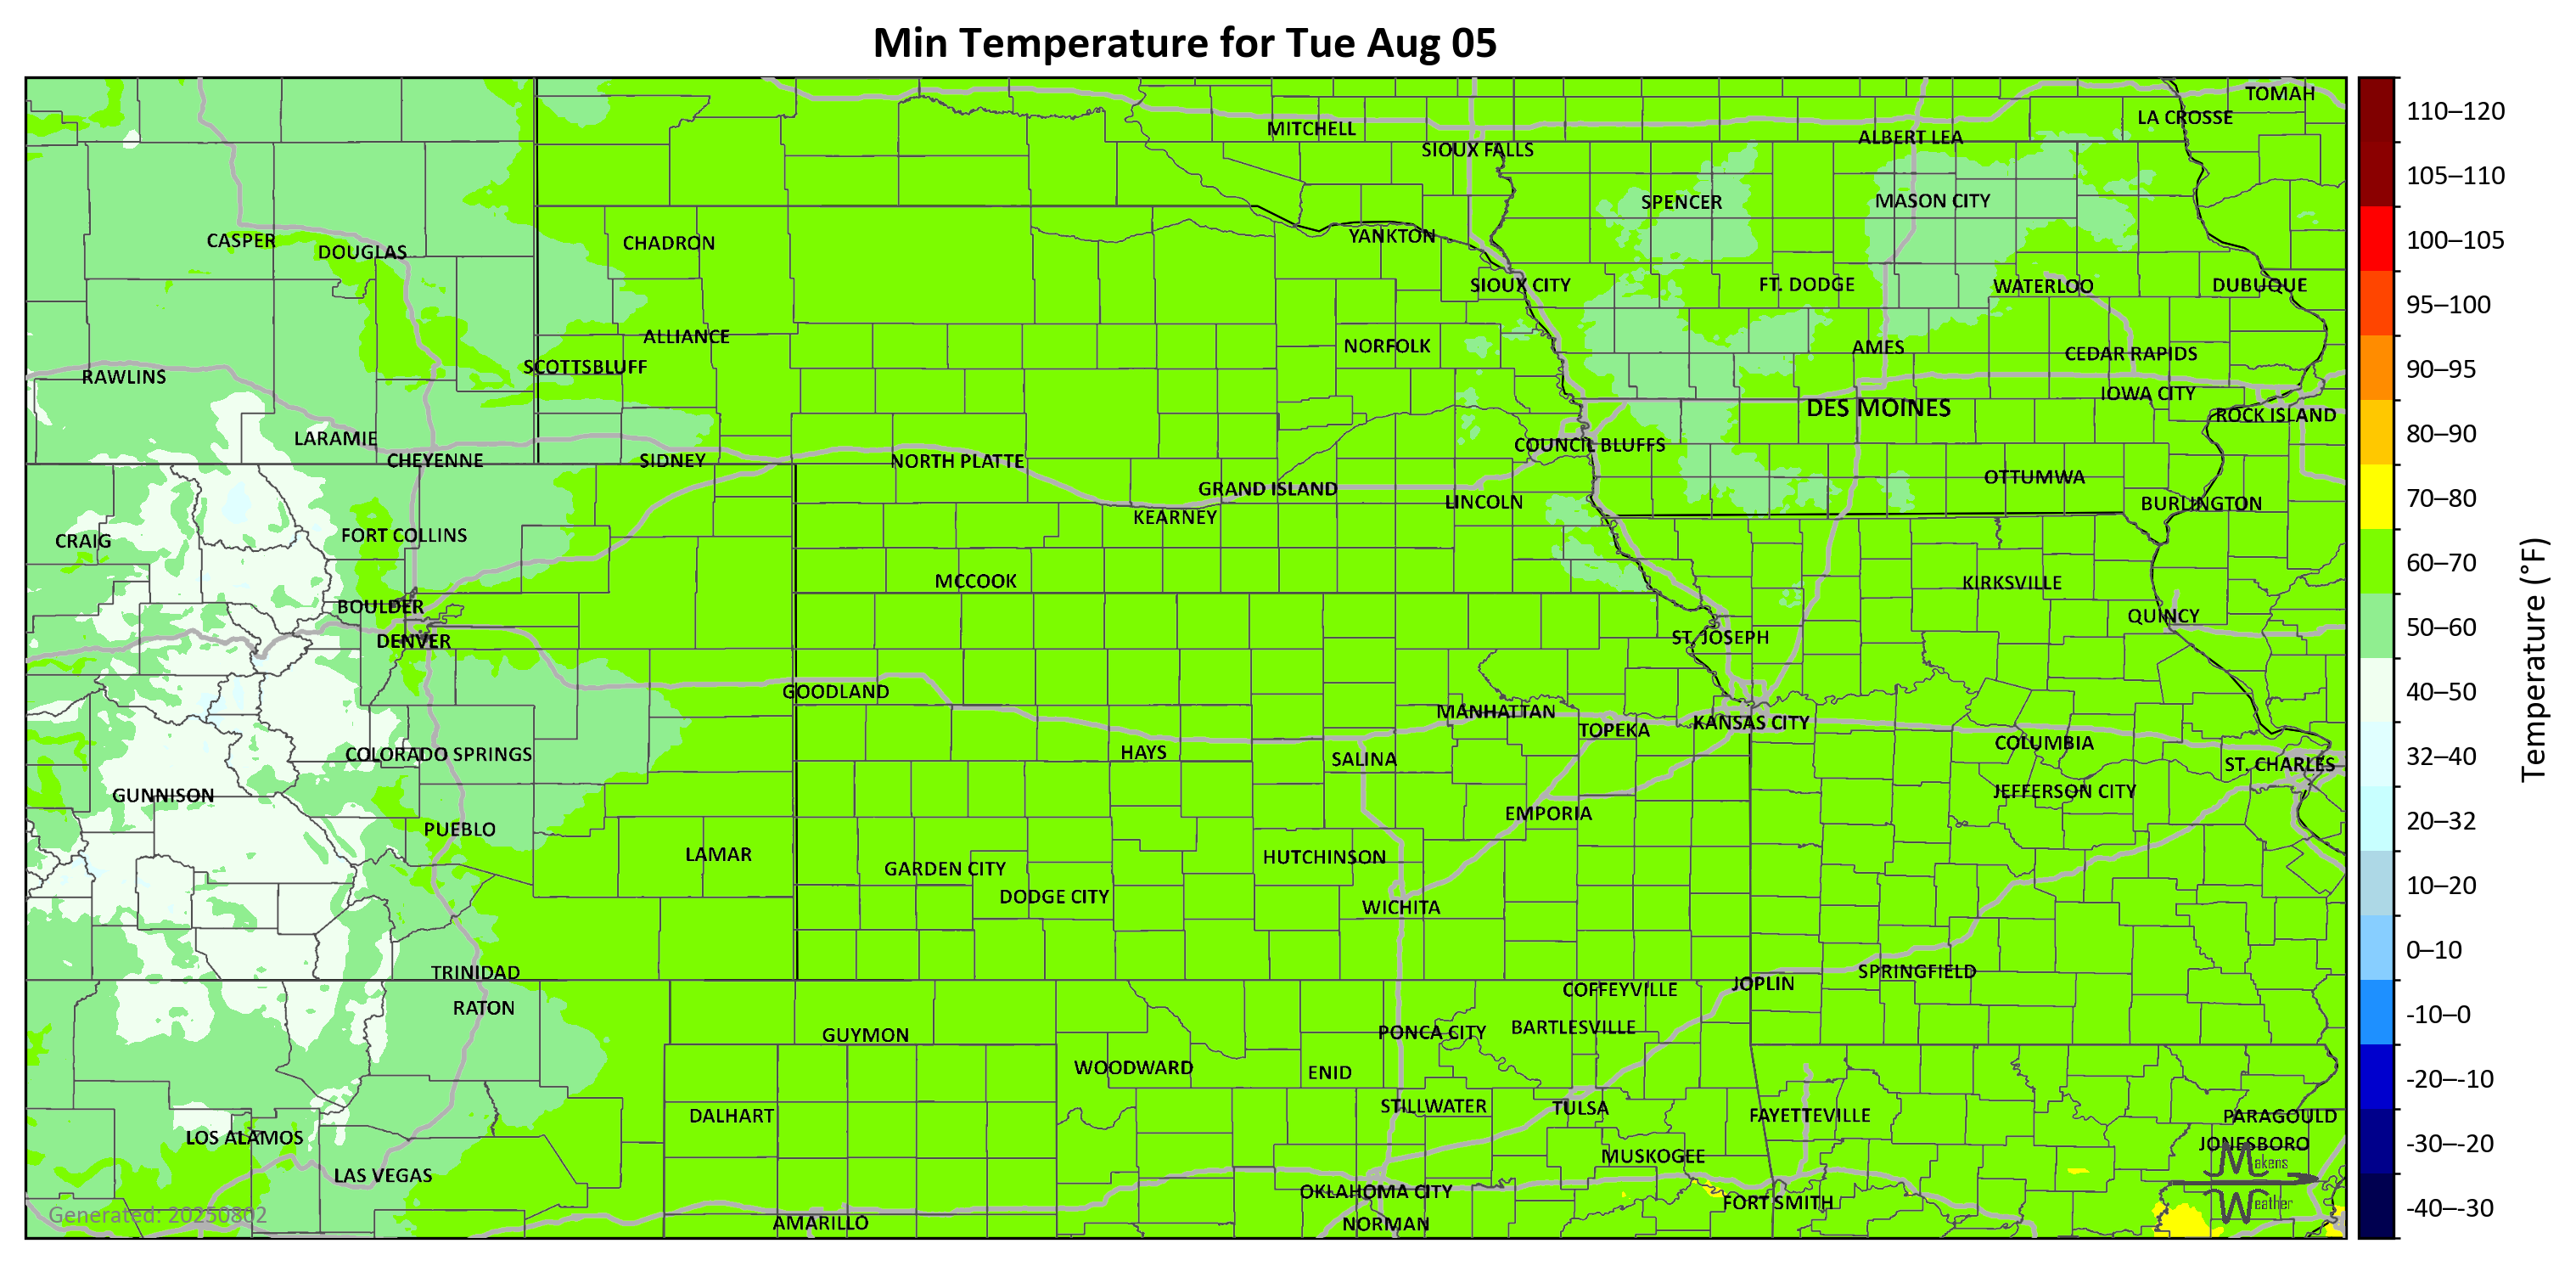 Min Temperature for Tue Aug 05
TOMAH
LA CROSSE
MITCHELL
ALBERT LEA
SIOUX FALLS
SPENCER
MASON CITY
CASPER
DOUGLAS
CHADRON
YANKTON
SIOUX CITY
FT. DODGE
WATERLOO
DUBUQUE
ALLIANCE
NORFOLK
AMES
CEDAR RAPIDS
SCOTTSBLUFF
RAWLINS
IOWA CITY
DES MOINES
ROCK ISLAND
LARAMIE
COUNCIL BLUFFS
CHEYENNE
SIDNEY
NORTH PLATTE
OTTUMWA
GRAND ISLAND
LINCOLN
BURLINGTON
KEARNEY
FORT COLLINS
CRAIG
MCCOOK
KIRKSVILLE
BOULDER
QUINCY
DENVER
ST. JOSEPH
GOODLAND
MANHATTAN
TOPEKA
KANSAS CITY
COLUMBIA
COLORADO SPRINGS
HAYS
SALINA
ST. CHARLES
GUNNISON
JEFFERSON CITY
EMPORIA
PUEBLO
LAMAR
HUTCHINSON
GARDEN CITY
DODGE CITY
WICHITA
TRINIDAD
SPRINGFIELD
JOPLIN
COFFEYVILLE
RATON
GUYMON
PONCA CITY
BARTLESVILLE
WOODWARD
ENID
DALHART
STILLWATER
TULSA
FAYETTEVILLE
PARAGOULD
LOS ALAMOS
JONESBORO
MUSKOGEE
LAS VEGAS
OKLAHOMA CITY
FORT SMITH
AMARILLO
NORMAN
Makens
Weather
Generated: 20250802
110–120
105–110
100–105
95–100
90–95
80–90
70–80
60–70
50–60
40–50
32–40
20–32
10–20
0–10
-10–0
-20–-10
-30–-20
-40–-30
Temperature (°F)